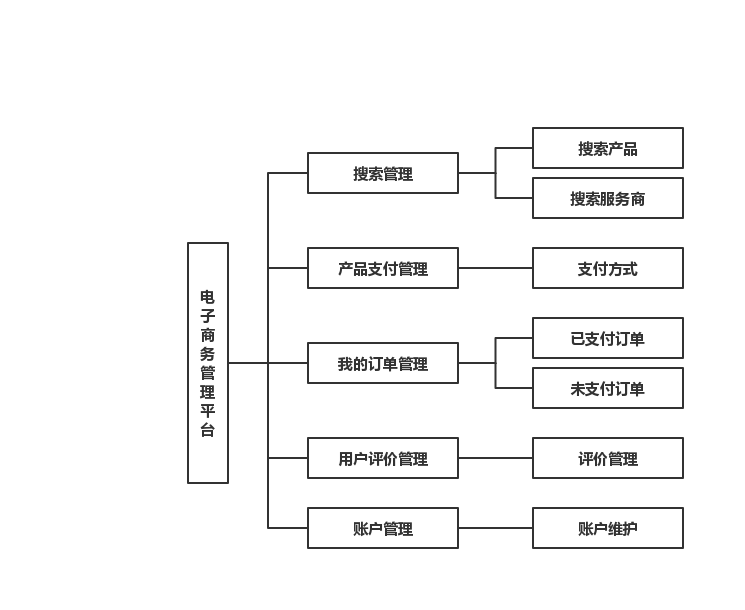 电子商务管理平台
搜索管理
搜索产品
搜索服务商
产品支付管理
支付方式
我的订单管理
已支付订单
未支付订单
用户评价管理
评价管理
账户管理
账户维护